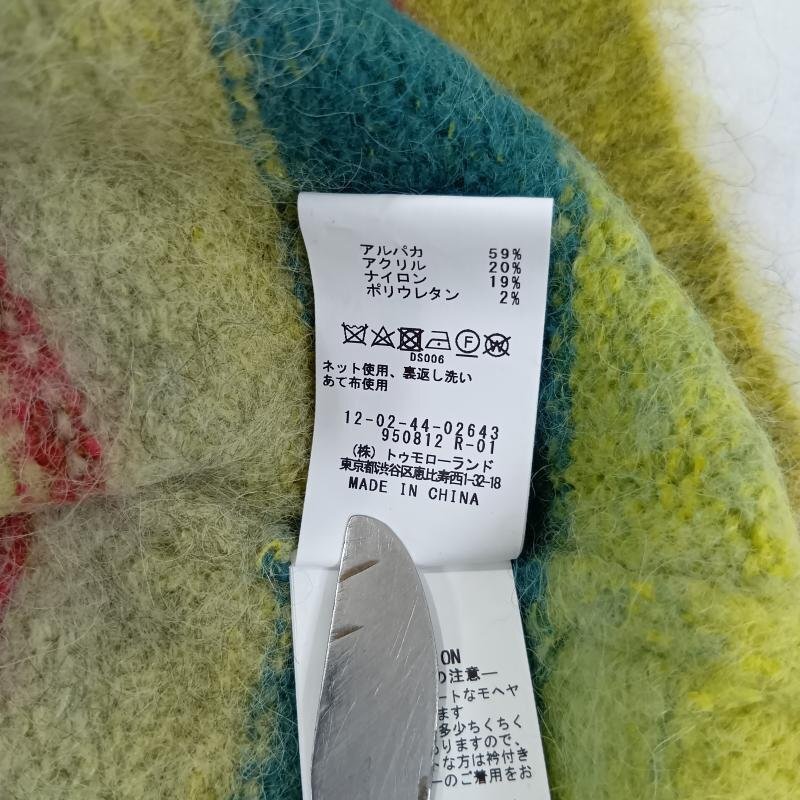 アルパカ 59%
アクリル 20%
ナイロン 19%
ポリウレタン 2%
F W
DS006
ネット使用、裏返し洗い
あて布使用
12-02-44-02643
950812 R-01
(株)トゥモローランド
東京都渋谷区恵比寿西1-32-18
MADE IN CHINA
ON
の注意―
ートなモヘヤ
ます
多少ちくちく
りますので、
な方は衿付き
ーのご着用をお